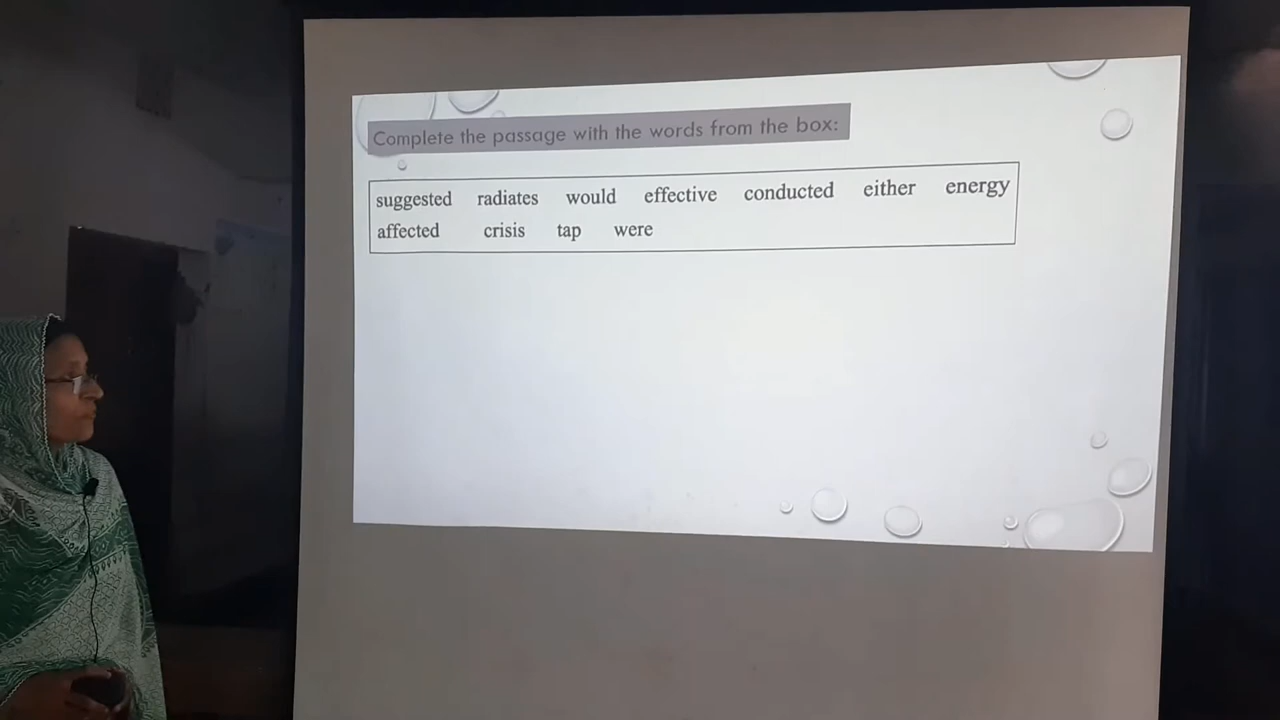 Complete the passage with the words from the box:
suggested radiates would effective conducted either energy
affected crisis tap were